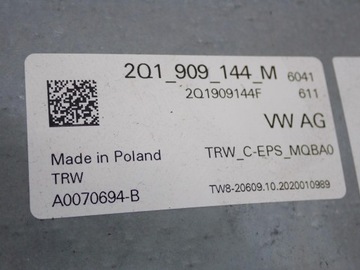 2Q1_909_144_M 6041
2Q1909144F 611
VW AG
Made in Poland TRW_C-EPS_MQBA0
TRW
A0070694-B TW8-20609.10.2020010989